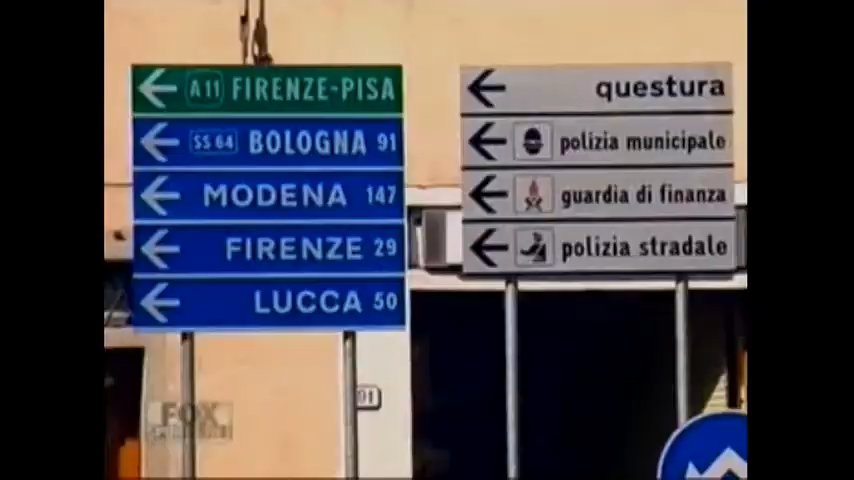 A11 FIRENZE-PISA
SS 64 BOLOGNA 91
MODENA 147
FIRENZE 29
LUCCA 50
questura
polizia municipale
guardia di finanza
polizia stradale
91
FOX